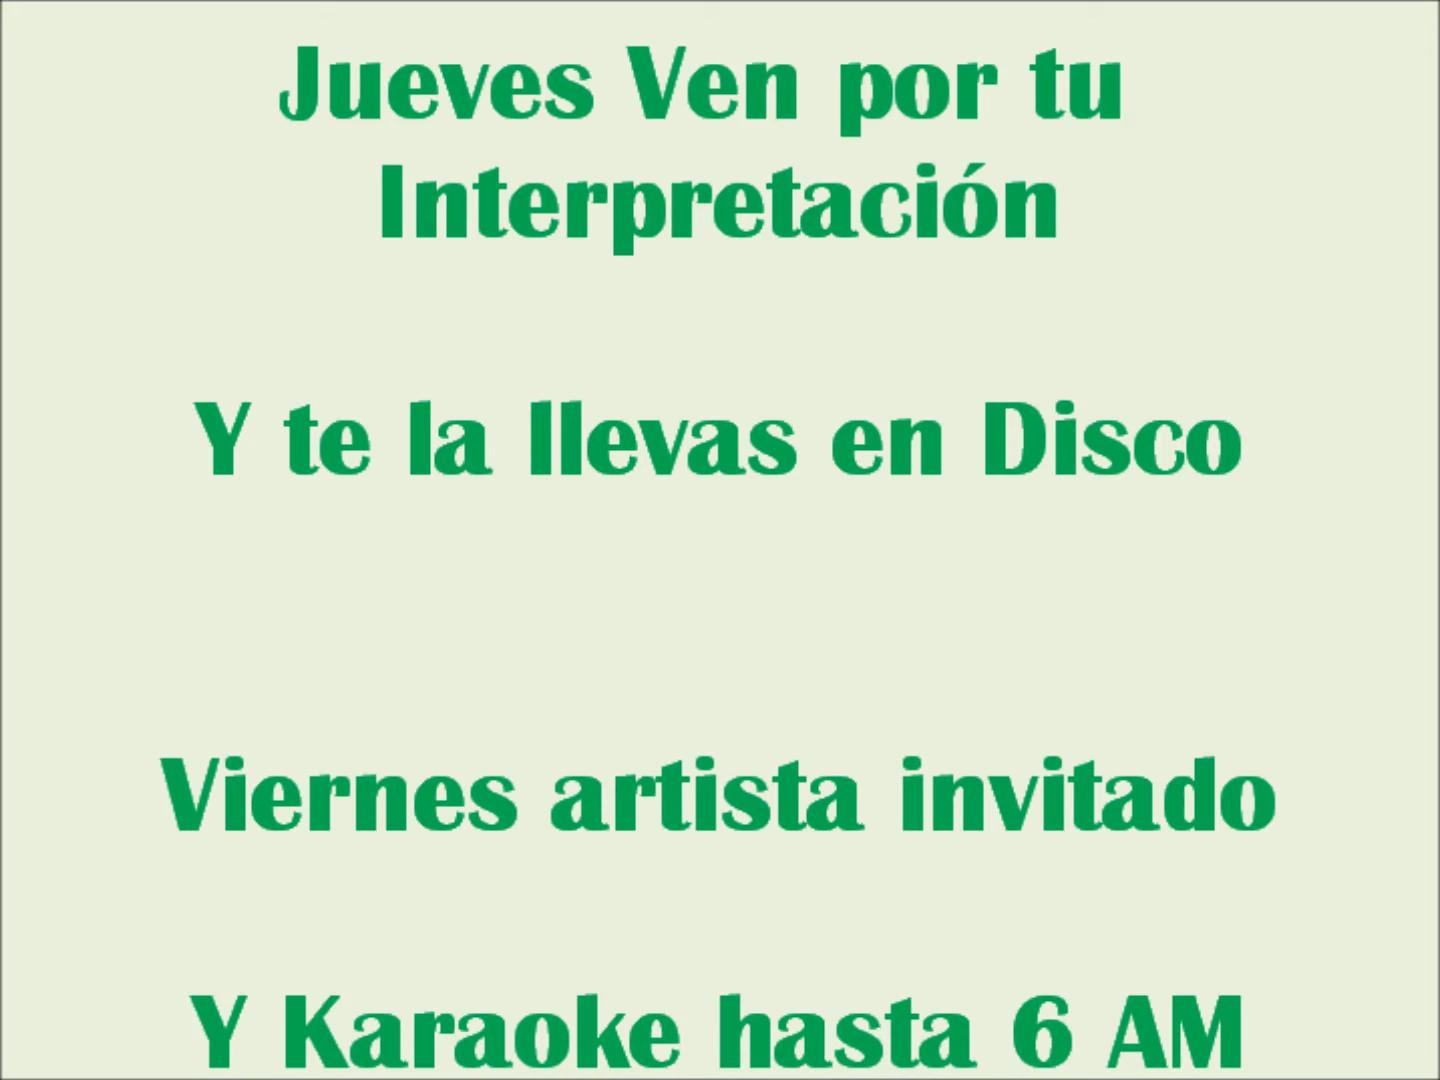 Jueves Ven por tu
Interpretación
Y te la llevas en Disco
Viernes artista invitado
Y Karaoke hasta 6 AM